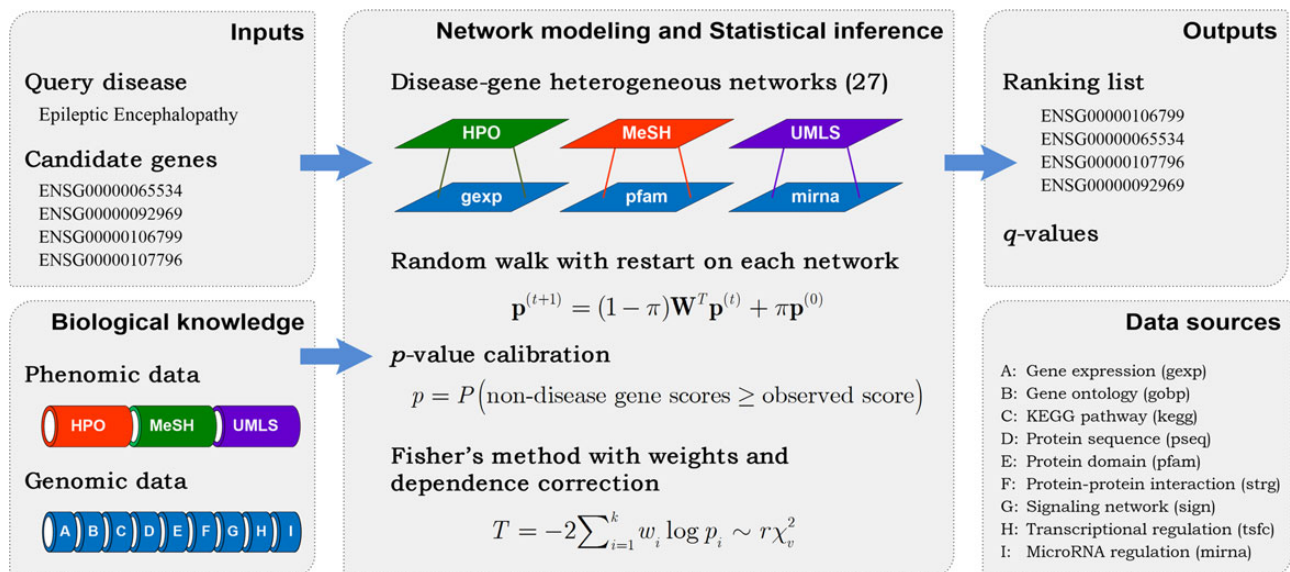 Inputs
Query disease
Epileptic Encephalopathy
Candidate genes
ENSG00000065534
ENSG00000092969
ENSG00000106799
ENSG00000107796
Biological knowledge
Phenomic data
HPO MeSH UMLS
Genomic data
A B C D E F G H I
Network modeling and Statistical inference
Disease-gene heterogeneous networks (27)
HPO MeSH UMLS
gexp pfam mirna
Random walk with restart on each network
p^(t+1) = (1 − π)W^T p^(t) + πp^(0)
p-value calibration
p = P(non-disease gene scores ≥ observed score)
Fisher's method with weights and
dependence correction
T = −2∑_{i=1}^k w_i log p_i ∼ rχ_v^2
Outputs
Ranking list
ENSG00000106799
ENSG00000065534
ENSG00000107796
ENSG00000092969
q-values
Data sources
A: Gene expression (gexp)
B: Gene ontology (gobp)
C: KEGG pathway (kegg)
D: Protein sequence (pseq)
E: Protein domain (pfam)
F: Protein-protein interaction (strg)
G: Signaling network (sign)
H: Transcriptional regulation (tsfc)
I: MicroRNA regulation (mirna)